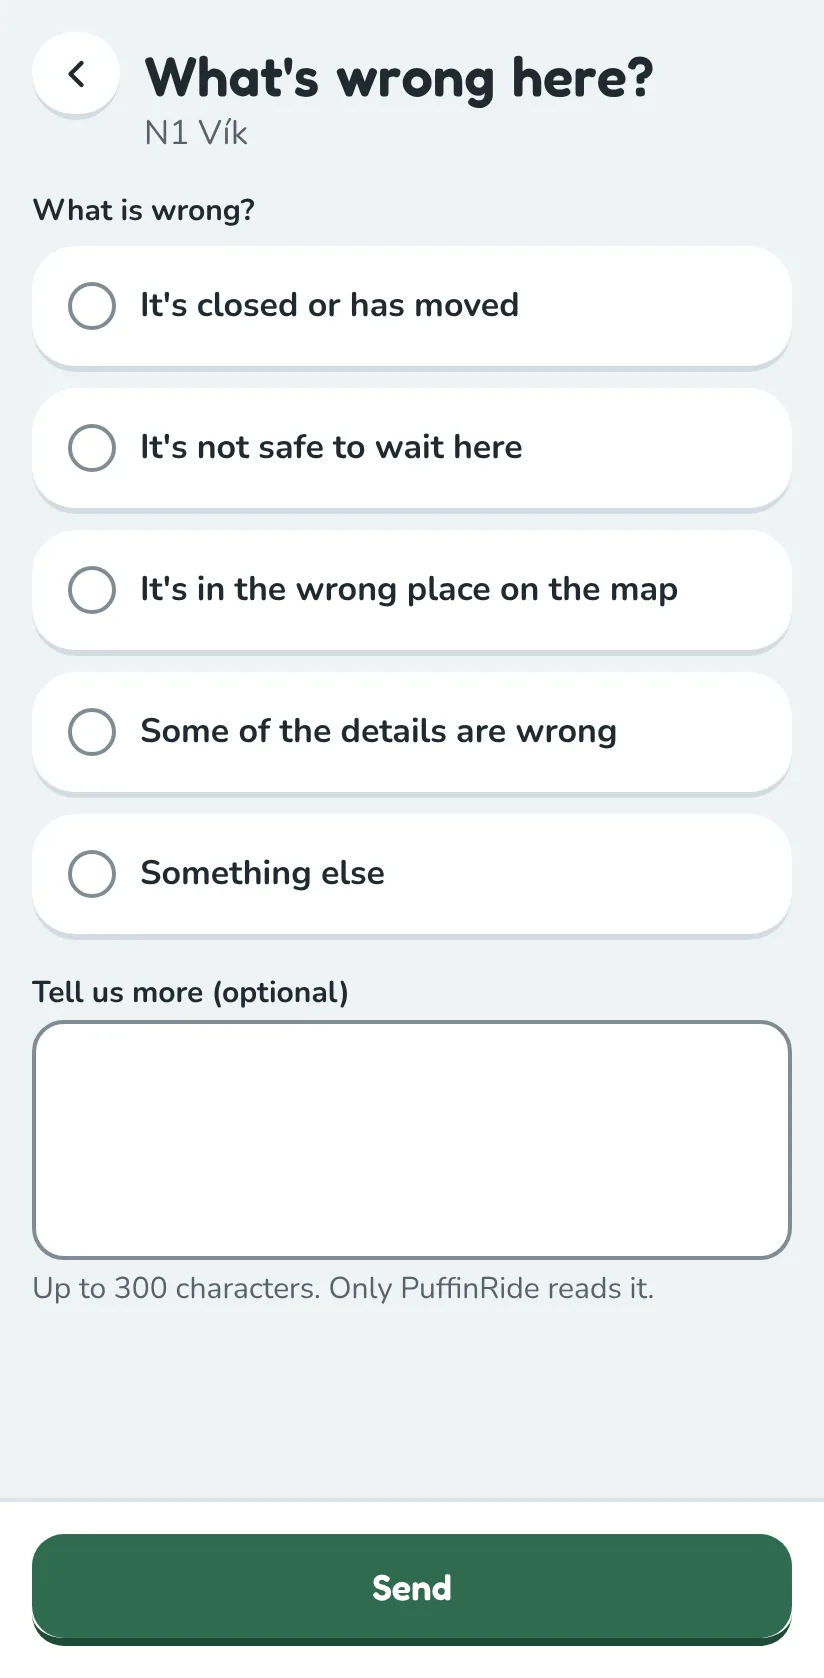 What's wrong here?
N1 Vík
What is wrong?
It's closed or has moved
It's not safe to wait here
It's in the wrong place on the map
Some of the details are wrong
Something else
Tell us more (optional)
Up to 300 characters. Only PuffinRide reads it.
Send